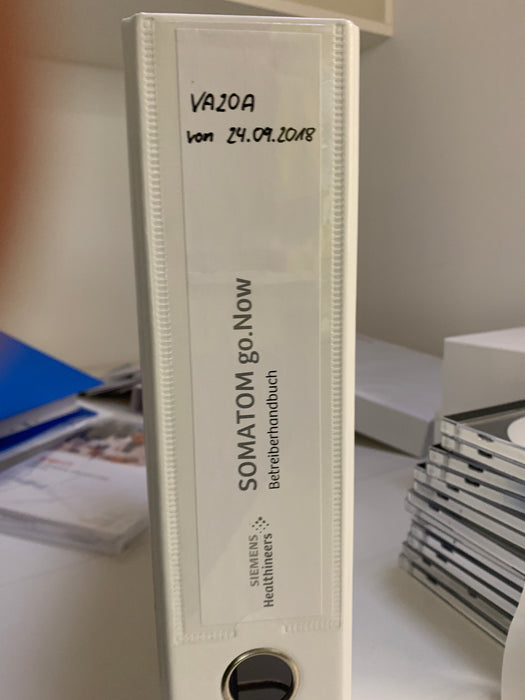 VA20A
von 24.09.2018
SOMATOM go.Now
Betreiberhandbuch
SIEMENS
Healthineers